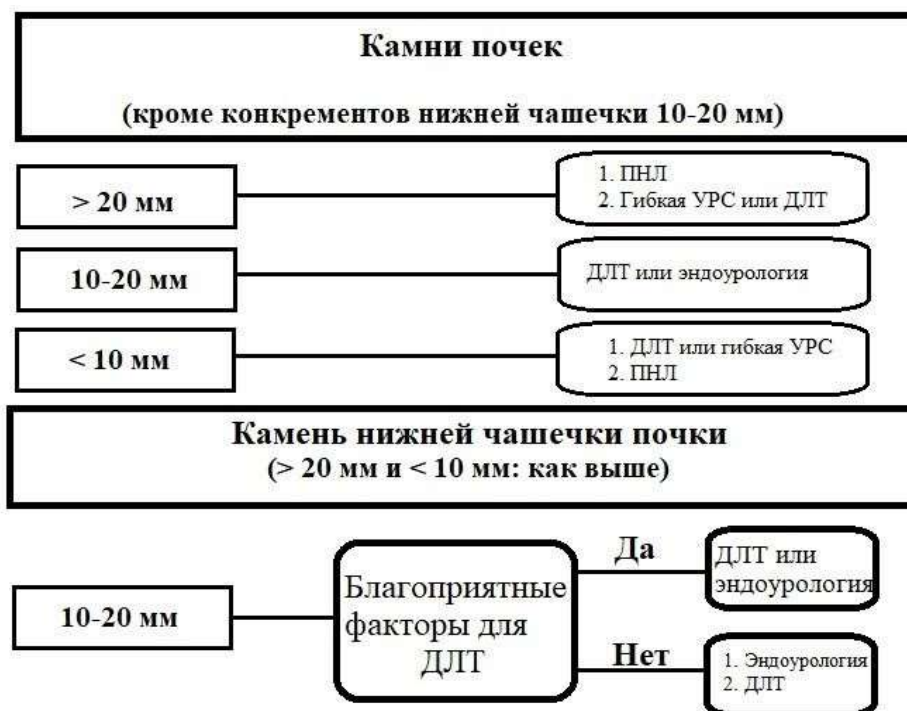 Камни почек
(кроме конкрементов нижней чашечки 10-20 мм)
> 20 мм
1. ПНЛ
2. Гибкая УРС или ДЛТ
10-20 мм
ДЛТ или эндоурология
< 10 мм
1. ДЛТ или гибкая УРС
2. ПНЛ
Камень нижней чашечки почки
(> 20 мм и < 10 мм: как выше)
10-20 мм
Благоприятные
факторы для
ДЛТ
Да
ДЛТ или
эндоурология
Нет
1. Эндоурология
2. ДЛТ